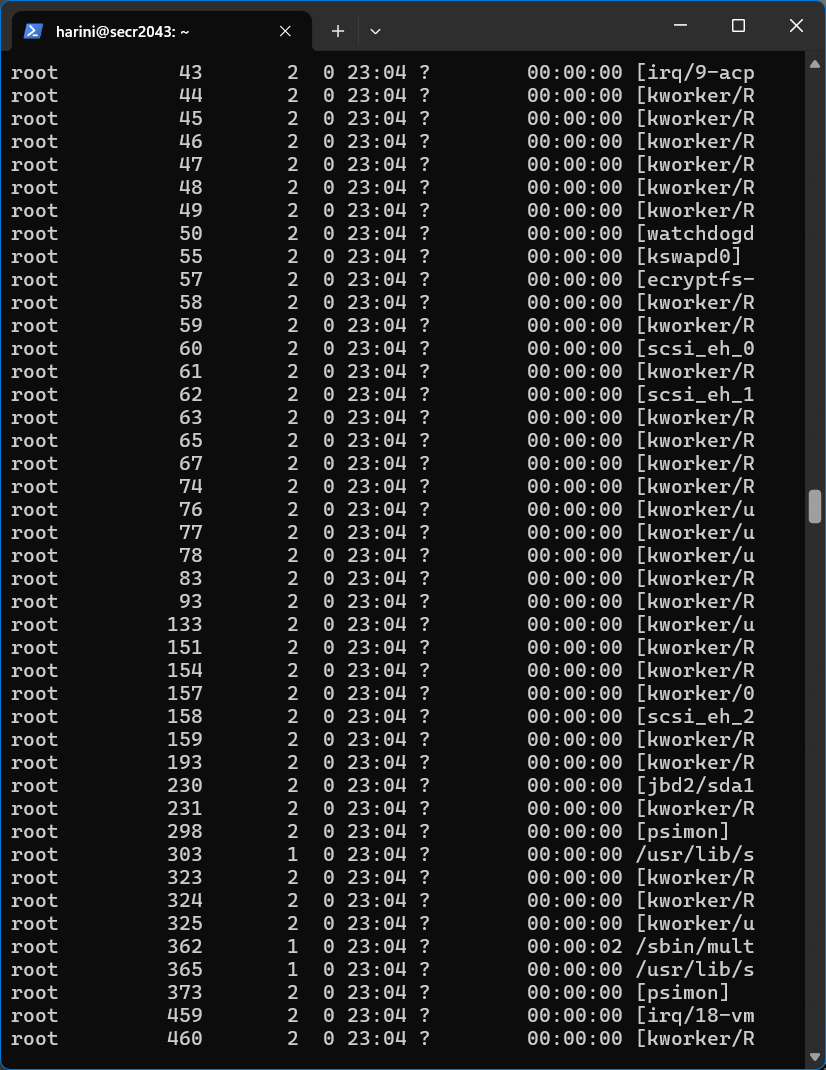 harini@secr2043: ~
root 43 2 0 23:04 ? 00:00:00 [irq/9-acp
root 44 2 0 23:04 ? 00:00:00 [kworker/R
root 45 2 0 23:04 ? 00:00:00 [kworker/R
root 46 2 0 23:04 ? 00:00:00 [kworker/R
root 47 2 0 23:04 ? 00:00:00 [kworker/R
root 48 2 0 23:04 ? 00:00:00 [kworker/R
root 49 2 0 23:04 ? 00:00:00 [kworker/R
root 50 2 0 23:04 ? 00:00:00 [watchdogd
root 55 2 0 23:04 ? 00:00:00 [kswapd0]
root 57 2 0 23:04 ? 00:00:00 [ecryptfs-
root 58 2 0 23:04 ? 00:00:00 [kworker/R
root 59 2 0 23:04 ? 00:00:00 [kworker/R
root 60 2 0 23:04 ? 00:00:00 [scsi_eh_0
root 61 2 0 23:04 ? 00:00:00 [kworker/R
root 62 2 0 23:04 ? 00:00:00 [scsi_eh_1
root 63 2 0 23:04 ? 00:00:00 [kworker/R
root 65 2 0 23:04 ? 00:00:00 [kworker/R
root 67 2 0 23:04 ? 00:00:00 [kworker/R
root 74 2 0 23:04 ? 00:00:00 [kworker/R
root 76 2 0 23:04 ? 00:00:00 [kworker/u
root 77 2 0 23:04 ? 00:00:00 [kworker/u
root 78 2 0 23:04 ? 00:00:00 [kworker/u
root 83 2 0 23:04 ? 00:00:00 [kworker/R
root 93 2 0 23:04 ? 00:00:00 [kworker/R
root 133 2 0 23:04 ? 00:00:00 [kworker/u
root 151 2 0 23:04 ? 00:00:00 [kworker/R
root 154 2 0 23:04 ? 00:00:00 [kworker/R
root 157 2 0 23:04 ? 00:00:00 [kworker/0
root 158 2 0 23:04 ? 00:00:00 [scsi_eh_2
root 159 2 0 23:04 ? 00:00:00 [kworker/R
root 193 2 0 23:04 ? 00:00:00 [kworker/R
root 230 2 0 23:04 ? 00:00:00 [jbd2/sda1
root 231 2 0 23:04 ? 00:00:00 [kworker/R
root 298 2 0 23:04 ? 00:00:00 [psimon]
root 303 1 0 23:04 ? 00:00:00 /usr/lib/s
root 323 2 0 23:04 ? 00:00:00 [kworker/R
root 324 2 0 23:04 ? 00:00:00 [kworker/R
root 325 2 0 23:04 ? 00:00:00 [kworker/u
root 362 1 0 23:04 ? 00:00:02 /sbin/mult
root 365 1 0 23:04 ? 00:00:00 /usr/lib/s
root 373 2 0 23:04 ? 00:00:00 [psimon]
root 459 2 0 23:04 ? 00:00:00 [irq/18-vm
root 460 2 0 23:04 ? 00:00:00 [kworker/R